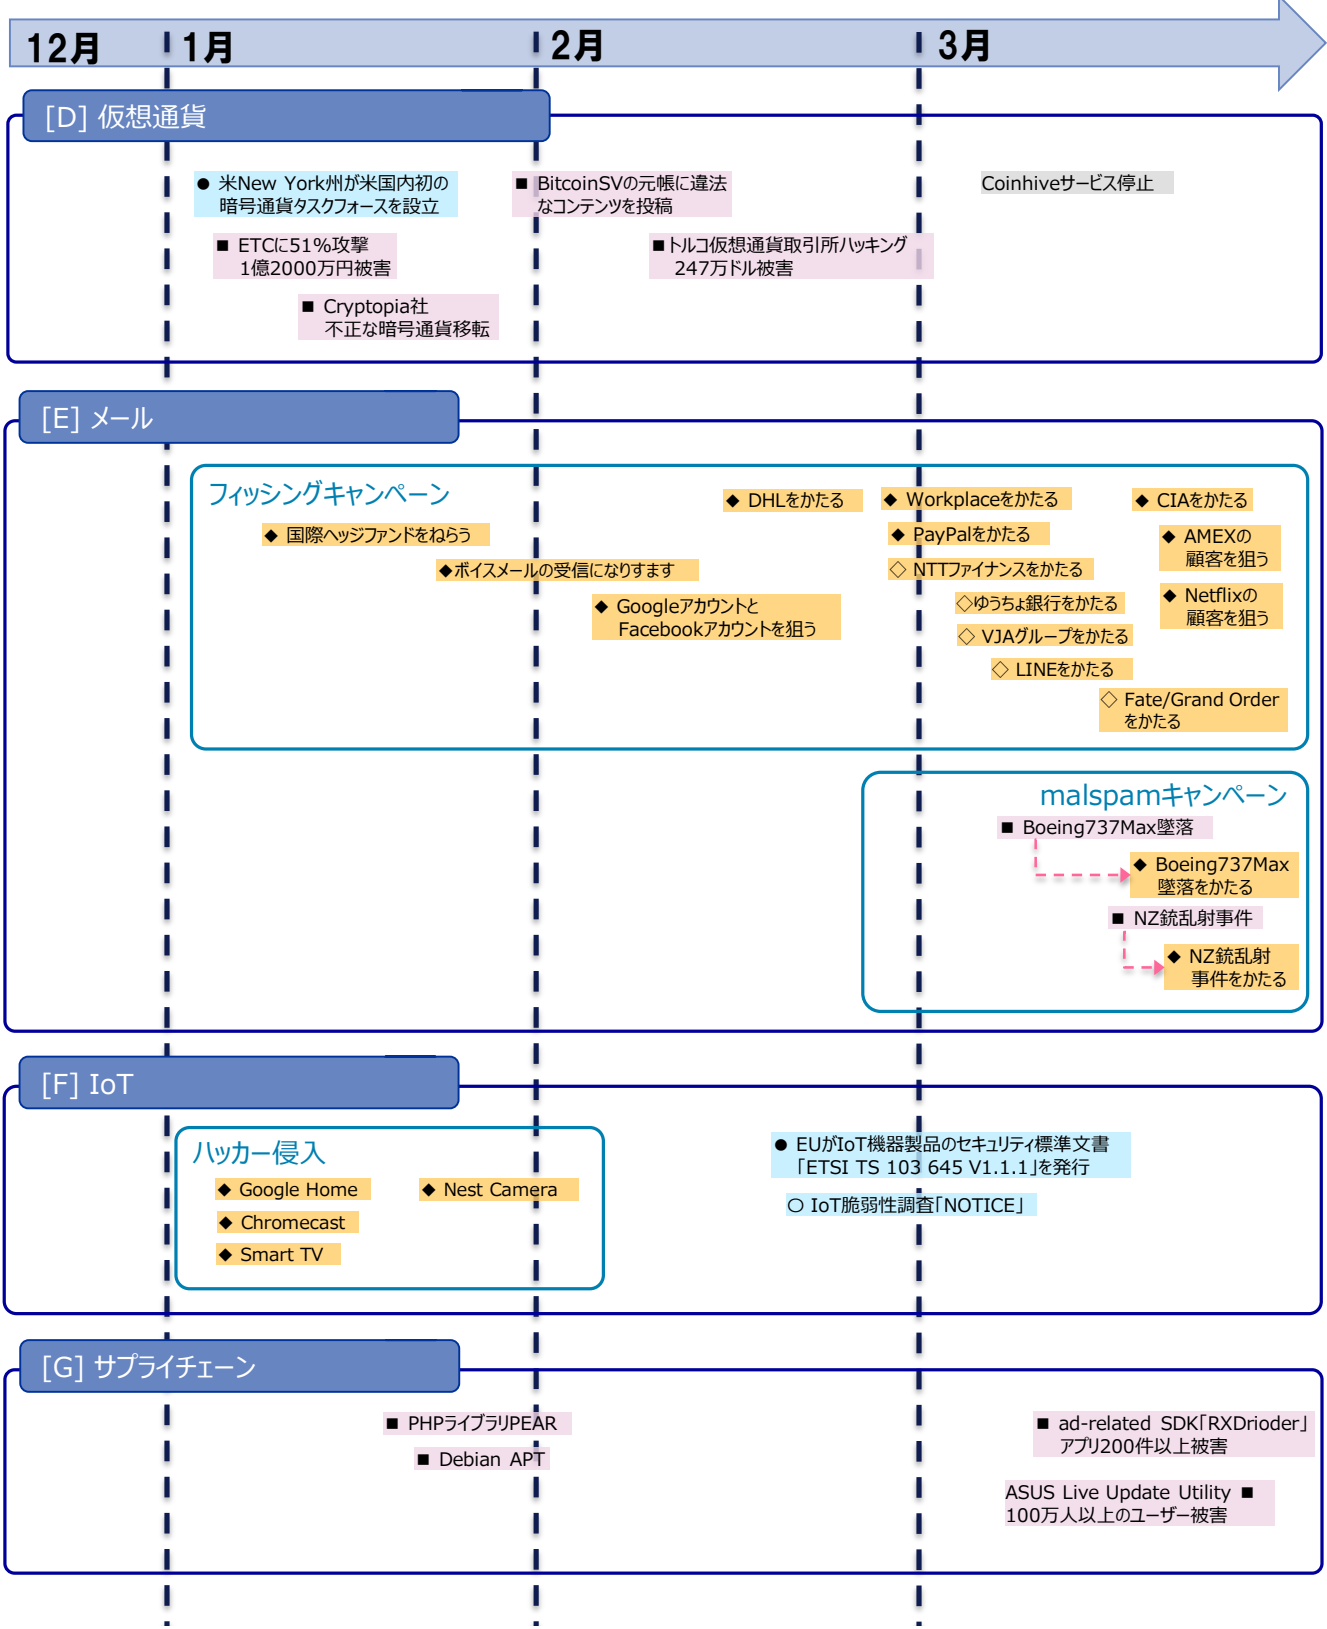 12月 1月 2月 3月
[D] 仮想通貨
● 米New York州が米国内初の
暗号通貨タスクフォースを設立
■ ETCに51%攻撃
1億2000万円被害
■ Cryptopia社
不正な暗号通貨移転
■ BitcoinSVの元帳に違法
なコンテンツを投稿
■トルコ仮想通貨取引所ハッキング
247万ドル被害
Coinhiveサービス停止
[E] メール
フィッシングキャンペーン
◆ 国際ヘッジファンドをねらう
◆ボイスメールの受信になりすます
◆ Googleアカウントと
Facebookアカウントを狙う
◆ DHLをかたる
◆ Workplaceをかたる
◆ PayPalをかたる
◇ NTTファイナンスをかたる
◇ゆうちょ銀行をかたる
◇ VJAグループをかたる
◇ LINEをかたる
◇ Fate/Grand Order
をかたる
◆ CIAをかたる
◆ AMEXの
顧客を狙う
◆ Netflixの
顧客を狙う
malspamキャンペーン
■ Boeing737Max墜落
◆ Boeing737Max
墜落をかたる
■ NZ銃乱射事件
◆ NZ銃乱射
事件をかたる
[F] IoT
ハッカー侵入
◆ Google Home
◆ Chromecast
◆ Smart TV
◆ Nest Camera
● EUがIoT機器製品のセキュリティ標準文書
「ETSI TS 103 645 V1.1.1」を発行
○ IoT脆弱性調査「NOTICE」
[G] サプライチェーン
■ PHPライブラリPEAR
■ Debian APT
■ ad-related SDK「RXDrioder」
アプリ200件以上被害
ASUS Live Update Utility ■
100万人以上のユーザー被害